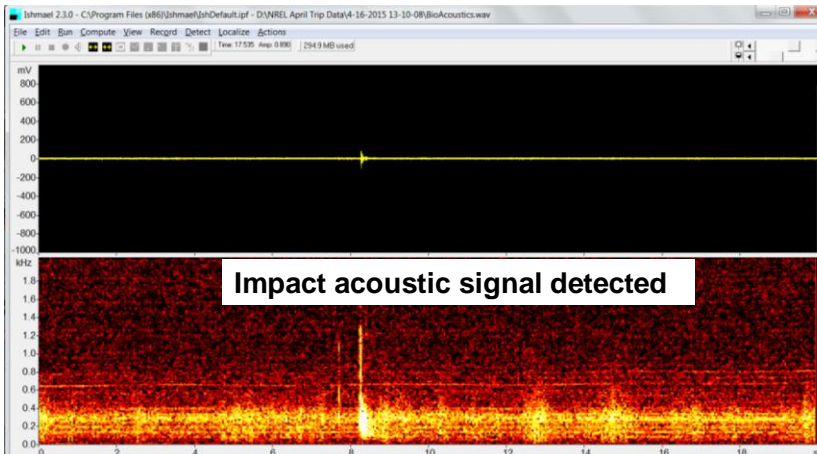 Ishmael 2.3.0 - C:\Program Files (x86)\Ishmael\IshDefault.ipf - D:\NREL April Trip Data\4-16-2015 13-10-08\BioAcoustics.wav
File Edit Run Compute View Record Detect Localize Actions
Time: 17.535 Amp: 0.890 294.9 MB used
mV
800
600
400
200
0
-200
-400
-600
-800
-1000
kHz
Impact acoustic signal detected
1.8
1.6
1.4
1.2
1.0
0.8
0.6
0.4
0.2
0.0
0 2 4 6 8 10 12 14 16 18